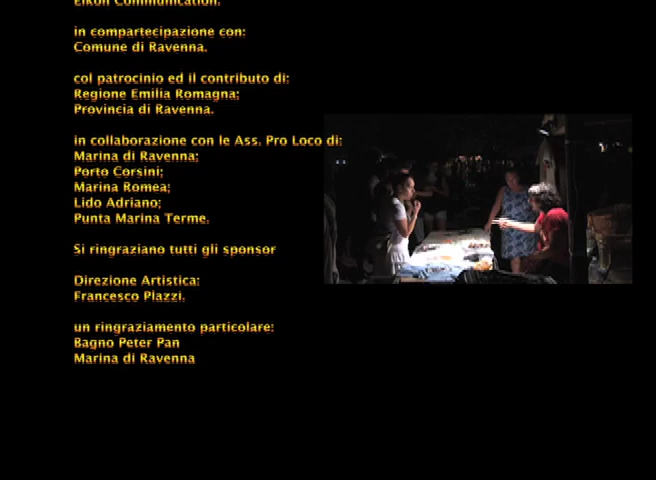 Eikon Communication.
in compartecipazione con:
Comune di Ravenna.
col patrocinio ed il contributo di:
Regione Emilia Romagna;
Provincia di Ravenna.
in collaborazione con le Ass. Pro Loco di:
Marina di Ravenna;
Porto Corsini;
Marina Romea;
Lido Adriano;
Punta Marina Terme.
Si ringraziano tutti gli sponsor
Direzione Artistica:
Francesco Plazzi.
un ringraziamento particolare:
Bagno Peter Pan
Marina di Ravenna